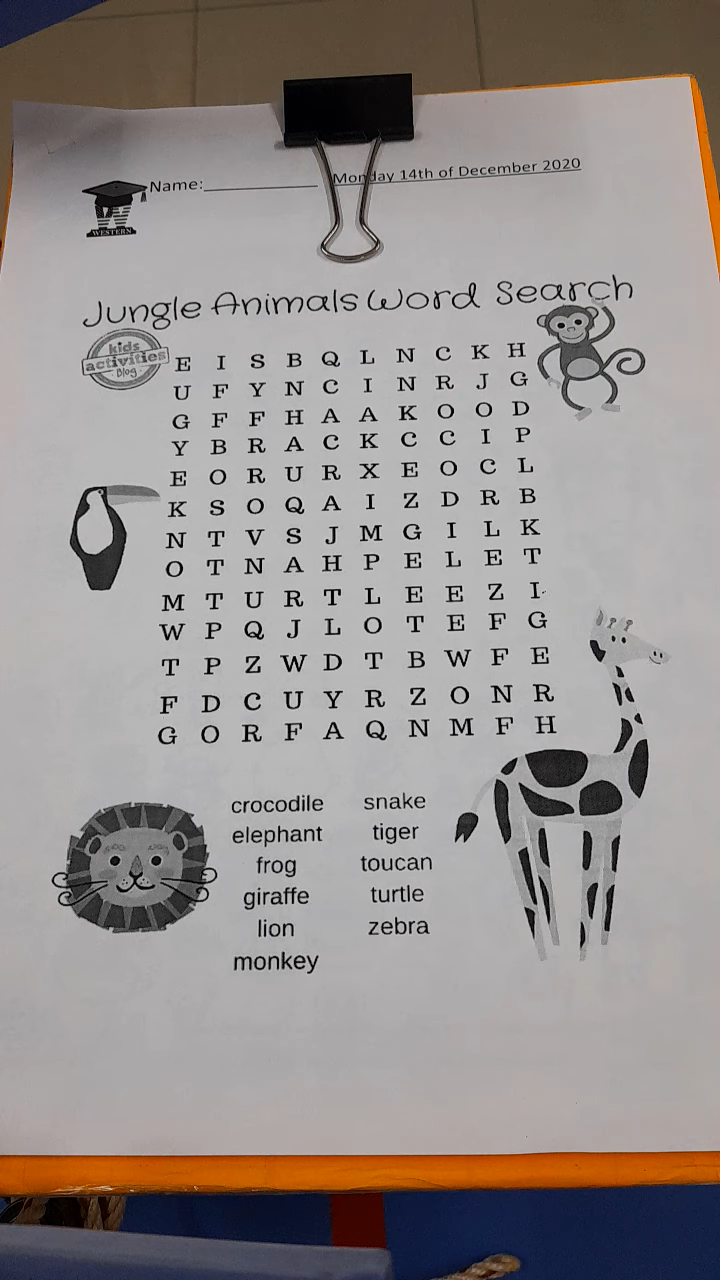 Name:____________ Monday 14th of December 2020
W
WESTERN
Jungle Animals Word Search
kids
activities
Blog
E I S B Q L N C K H
U F Y N C I N R J G
G F F H A A K O O D
Y B R A C K C C I P
E O R U R X E O C L
K S O Q A I Z D R B
N T V S J M G I L K
O T N A H P E L E T
M T U R T L E E Z I
W P Q J L O T E F G
T P Z W D T B W F E
F D C U Y R Z O N R
G O R F A Q N M F H
crocodile snake
elephant tiger
frog toucan
giraffe turtle
lion zebra
monkey